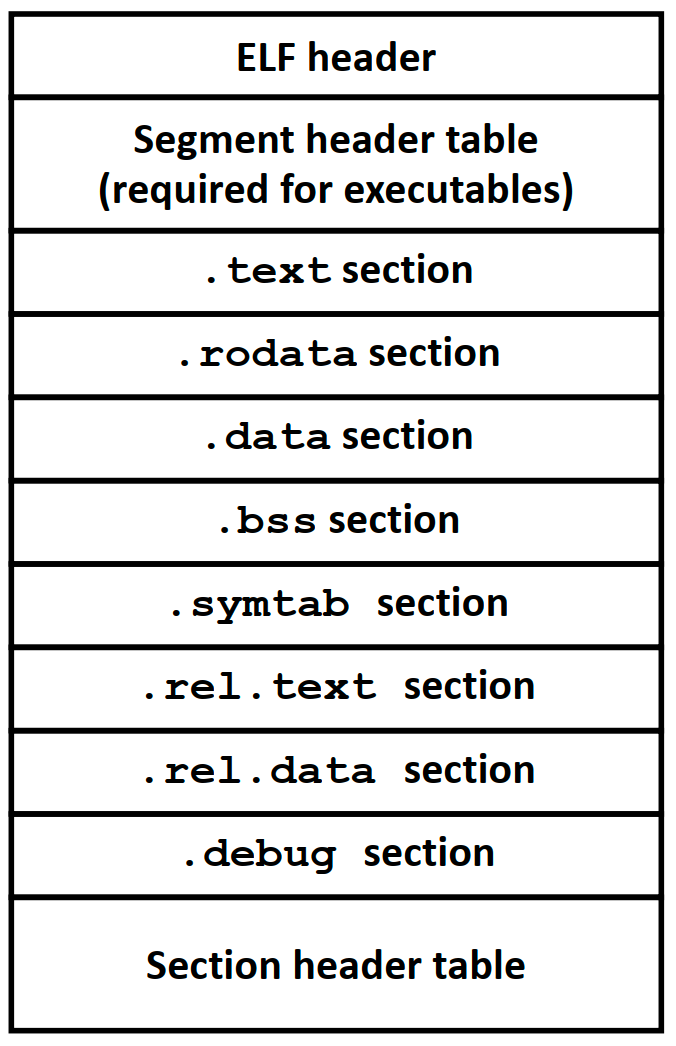 ELF header
Segment header table
(required for executables)
.text section
.rodata section
.data section
.bss section
.symtab section
.rel.text section
.rel.data section
.debug section
Section header table